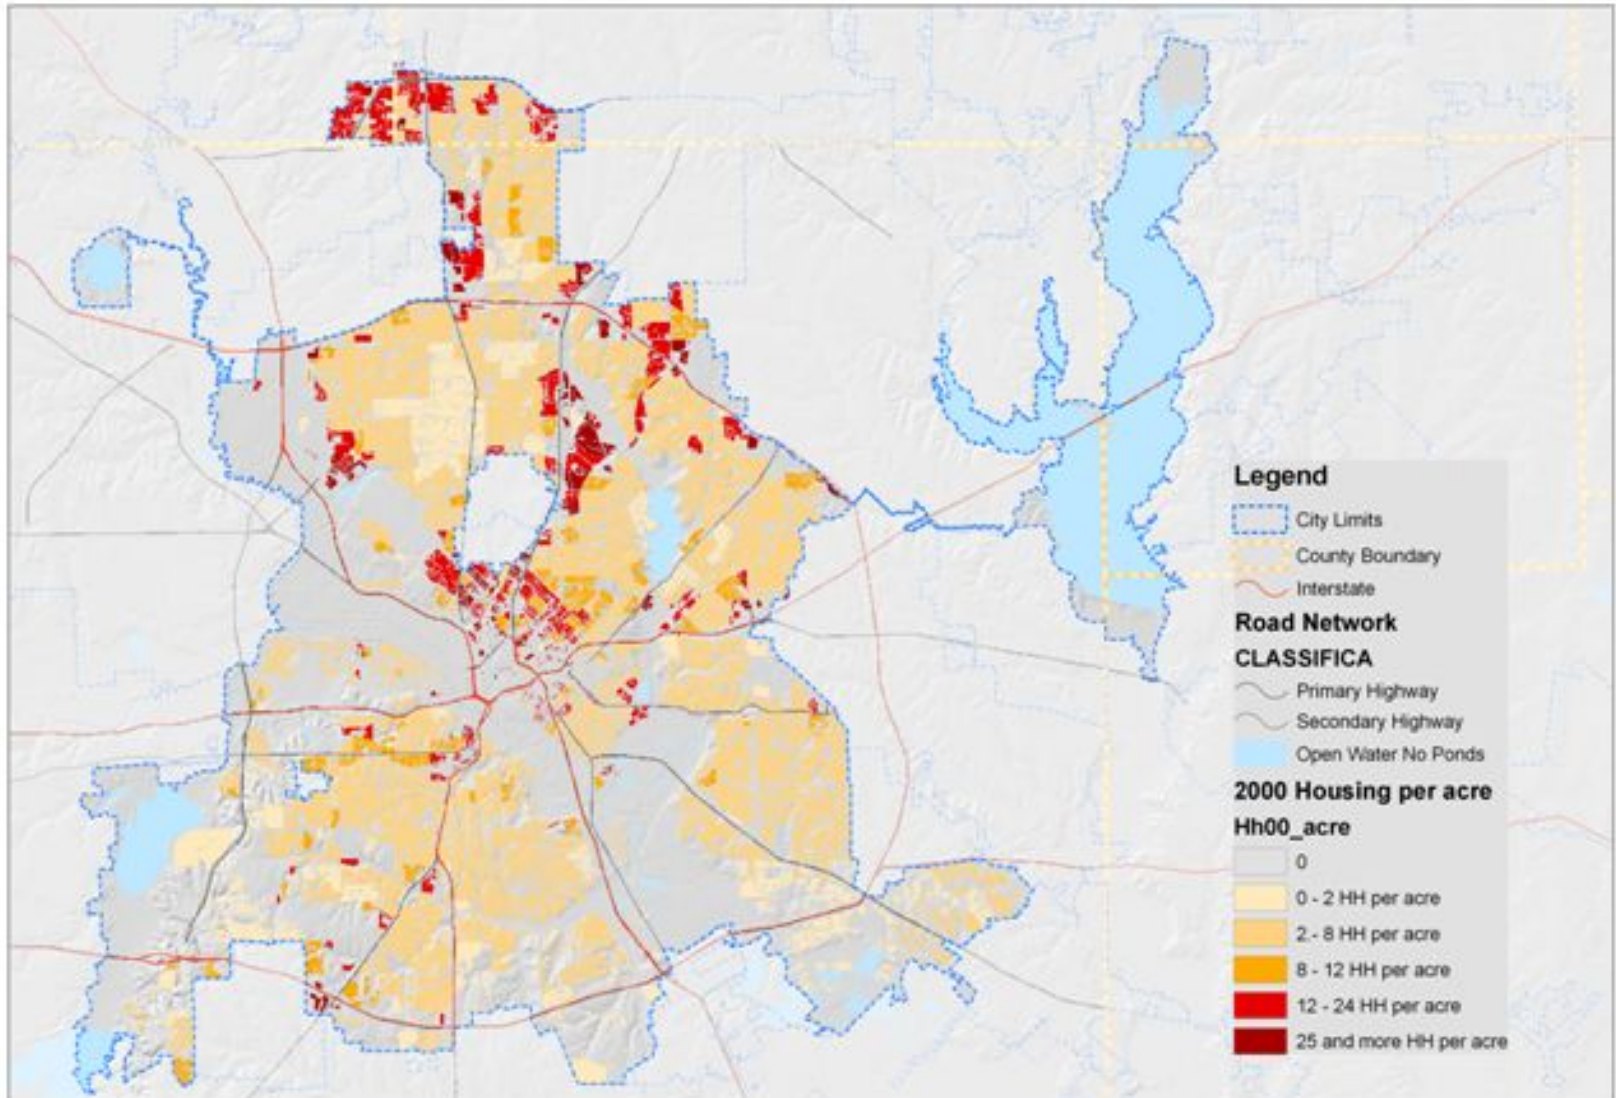 Legend
City Limits
County Boundary
Interstate
Road Network
CLASSIFICA
Primary Highway
Secondary Highway
Open Water No Ponds
2000 Housing per acre
Hh00_acre
0
0 - 2 HH per acre
2 - 8 HH per acre
8 - 12 HH per acre
12 - 24 HH per acre
25 and more HH per acre